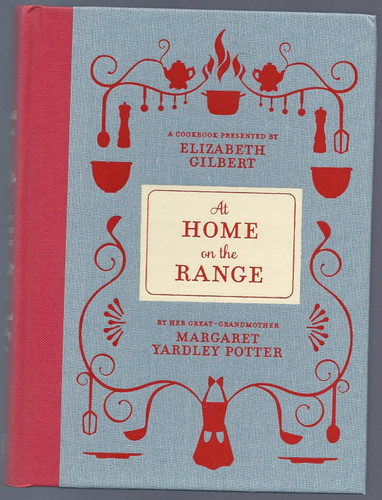 A COOKBOOK PRESENTED BY
ELIZABETH
GILBERT
At
HOME
on the
RANGE
BY HER GREAT-GRANDMOTHER
MARGARET
YARDLEY POTTER